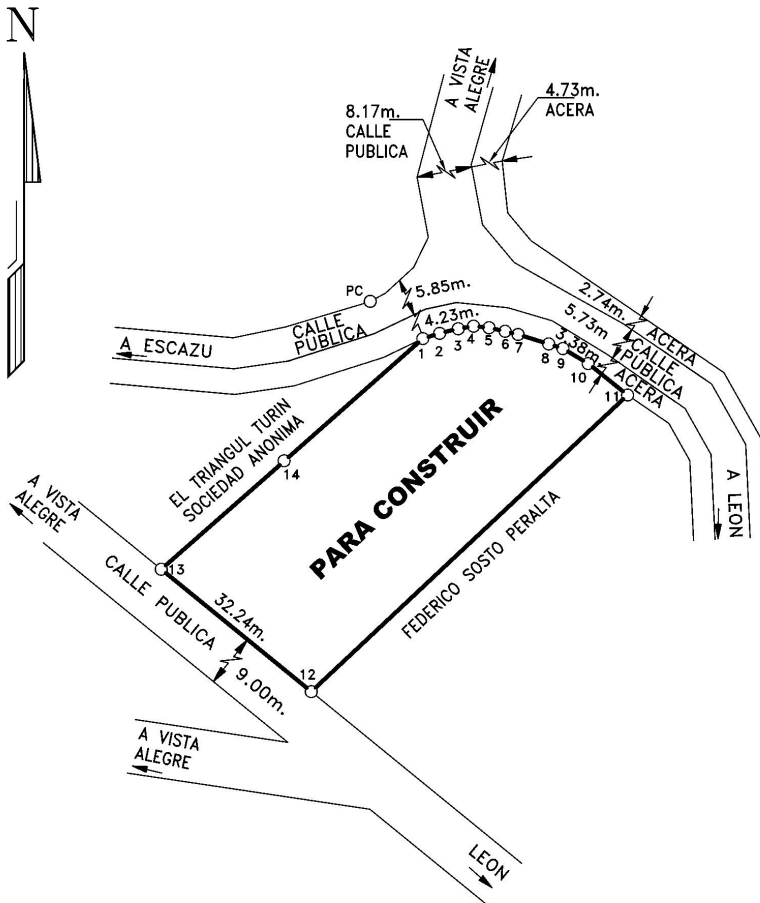 N
A VISTA
ALEGRE
4.73m.
ACERA
8.17m.
CALLE
PUBLICA
PC
5.85m.
2.74m.
ACERA
CALLE
PUBLICA
4.23m.
5.73 m.
CALLE
PUBLICA
3.38m.
ACERA
A ESCAZU
1
2
3
4
5
6
7
8
9
10
11
A LEON
EL TRIANGUL TURIN
SOCIEDAD ANONIMA
14
PARA CONSTRUIR
FEDERICO SOSTO PERALTA
A VISTA
ALEGRE
13
CALLE PUBLICA
32.24m.
9.00m.
12
A VISTA
ALEGRE
LEON